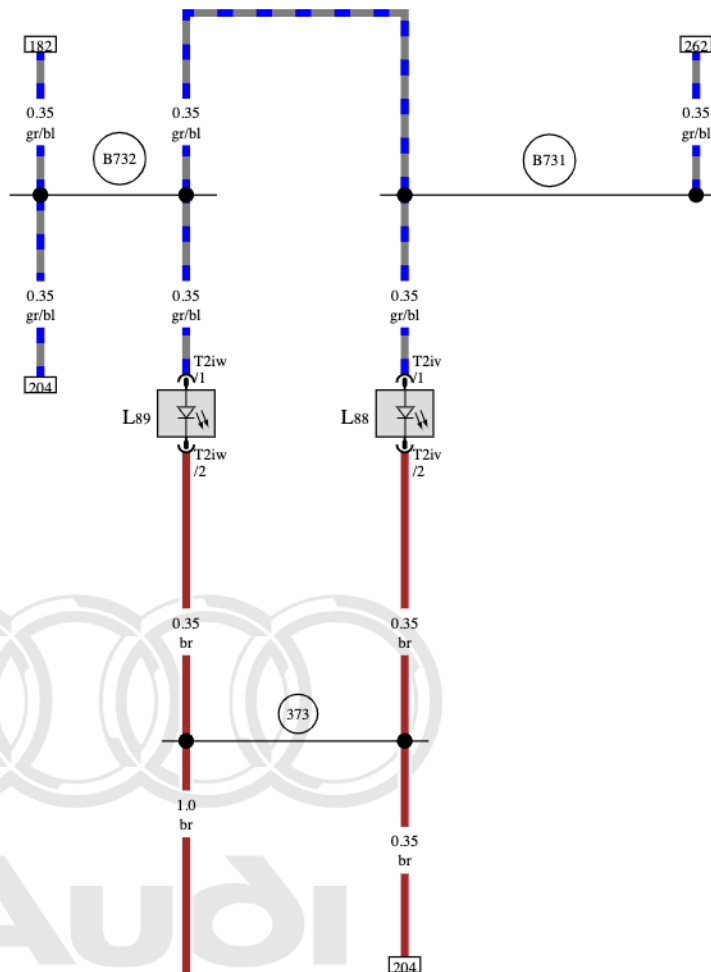 182
262
0.35
gr/bl
0.35
gr/bl
0.35
gr/bl
B732
B731
0.35
gr/bl
0.35
gr/bl
0.35
gr/bl
T2iw
/1
T2iv
/1
204
L89
L88
T2iw
/2
T2iv
/2
0.35
br
0.35
br
373
1.0
br
0.35
br
Audi
204